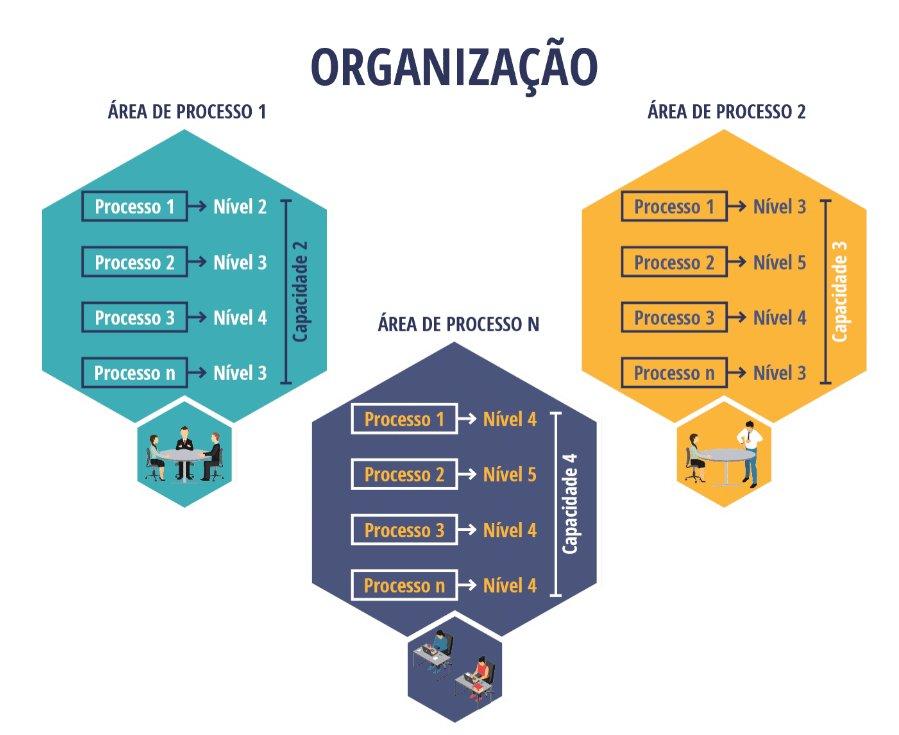 ORGANIZAÇÃO
ÁREA DE PROCESSO 1
Processo 1 Nível 2
Processo 2 Nível 3
Processo 3 Nível 4
Processo n Nível 3
Capacidade 2
ÁREA DE PROCESSO 2
Processo 1 Nível 3
Processo 2 Nível 5
Processo 3 Nível 4
Processo n Nível 3
Capacidade 3
ÁREA DE PROCESSO N
Processo 1 Nível 4
Processo 2 Nível 5
Processo 3 Nível 4
Processo n Nível 4
Capacidade 4